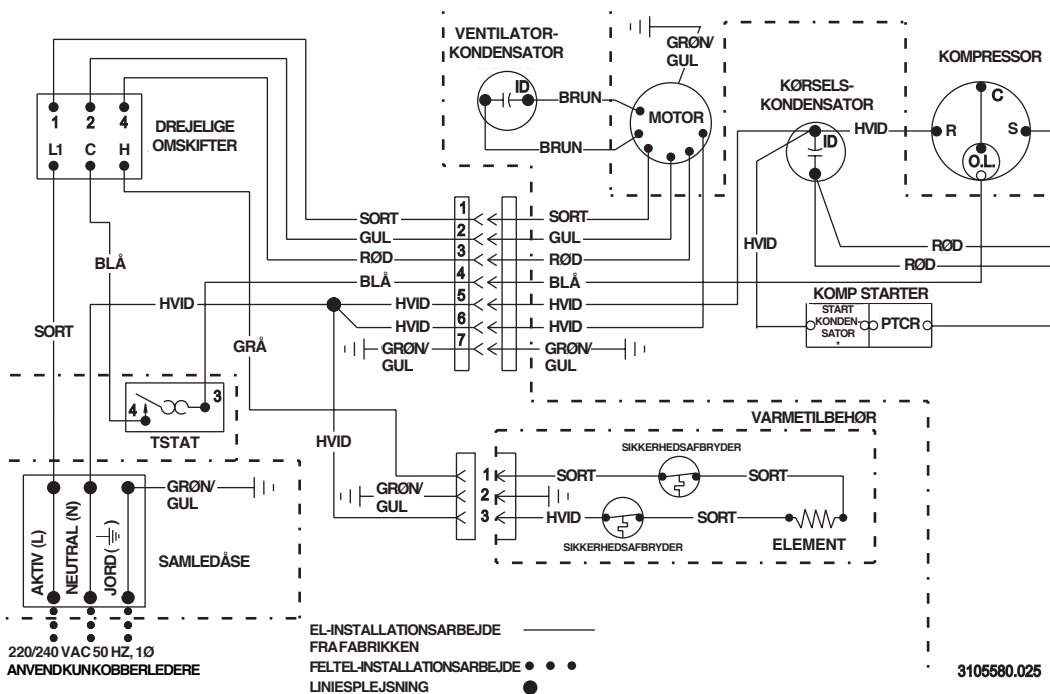 VENTILATOR-
KONDENSATOR
ID
BRUN
BRUN
GRØN/
GUL
MOTOR
KØRSELS-
KONDENSATOR
ID
HVID
KOMPRESSOR
C
R
S
O.L.
1 2 4
L1 C H
DREJELIGE
OMSKIFTER
SORT 1 SORT
GUL 2 GUL
RØD 3 RØD
BLÅ 4 BLÅ
HVID HVID 5 HVID
HVID 6 HVID
GRØN/
GUL
7
GRØN/
GUL
BLÅ
SORT
GRÅ
HVID
RØD
RØD
KOMP STARTER
START
KONDEN-
SATOR
*
PTCR
4
3
TSTAT
HVID
VARMETILBEHØR
SIKKERHEDSAFBRYDER
1 SORT SORT
GRØN/
GUL
2
3 HVID SORT
SIKKERHEDSAFBRYDER
ELEMENT
AKTIV (L)
NEUTRAL (N)
JORD ( )
GRØN/
GUL
SAMLEDÅSE
220/240 VAC 50 HZ, 1Ø
ANVENDKUNKOBBERLEDERE
EL-INSTALLATIONSARBEJDE
FRAFABRIKKEN
FELTEL-INSTALLATIONSARBEJDE
LINIESPLEJSNING
3105580.025